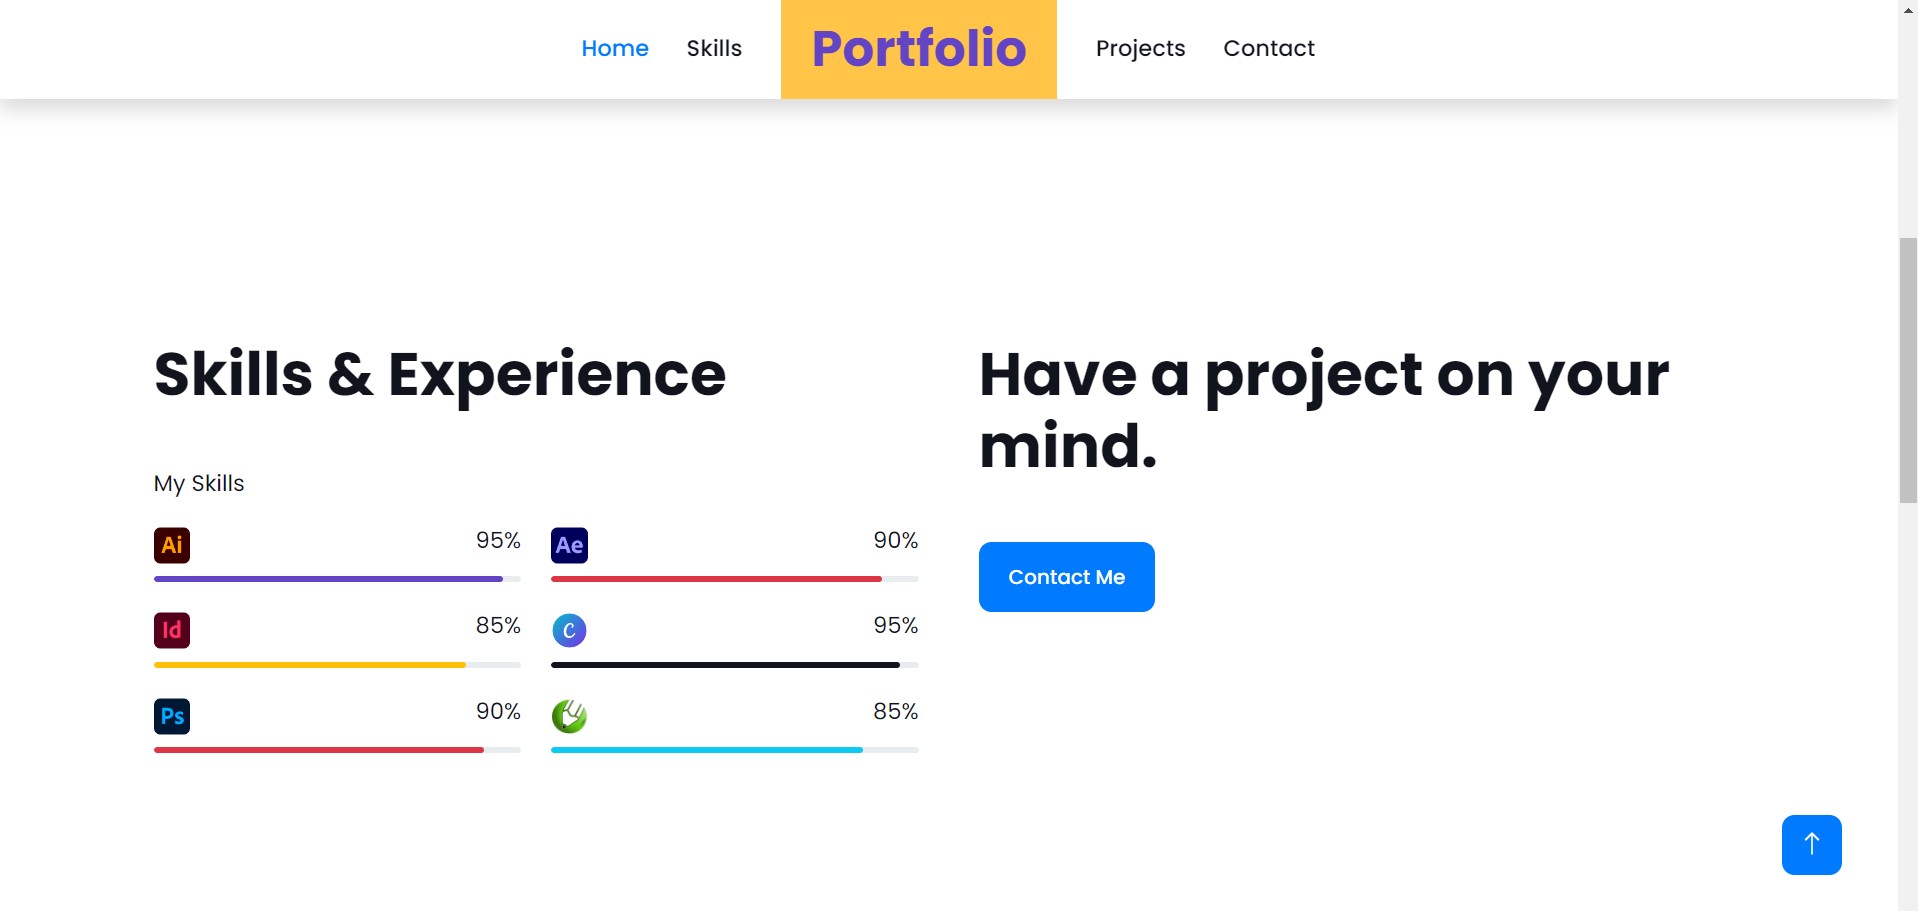 Home Skills Portfolio Projects Contact
Skills & Experience
My Skills
Ai 95%
Ae 90%
Id 85%
C 95%
Ps 90%
85%
Have a project on your
mind.
Contact Me